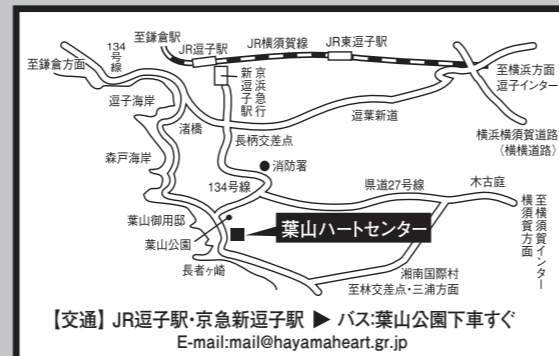 至鎌倉駅
JR逗子駅
JR横須賀線
JR東逗子駅
134号線
至鎌倉方面
京浜急行
新逗子駅
至横浜方面
逗子インター
逗子海岸
渚橋
逗葉新道
長柄交差点
横浜横須賀道路
(横横道路)
森戸海岸
消防署
134号線
県道27号線
木古庭
至横須賀インター
横須賀方面
葉山御用邸
葉山公園
葉山ハートセンター
長者ヶ崎
湘南国際村
至林交差点・三浦方面
【交通】JR逗子駅・京急新逗子駅 ▶ バス:葉山公園下車すぐ
E-mail:mail@hayamaheart.gr.jp